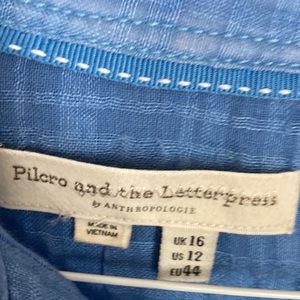 Pilcro and the Letterpress
by ANTHROPOLOGIE
MADE IN
VIETNAM
UK 16
US 12
EU 44